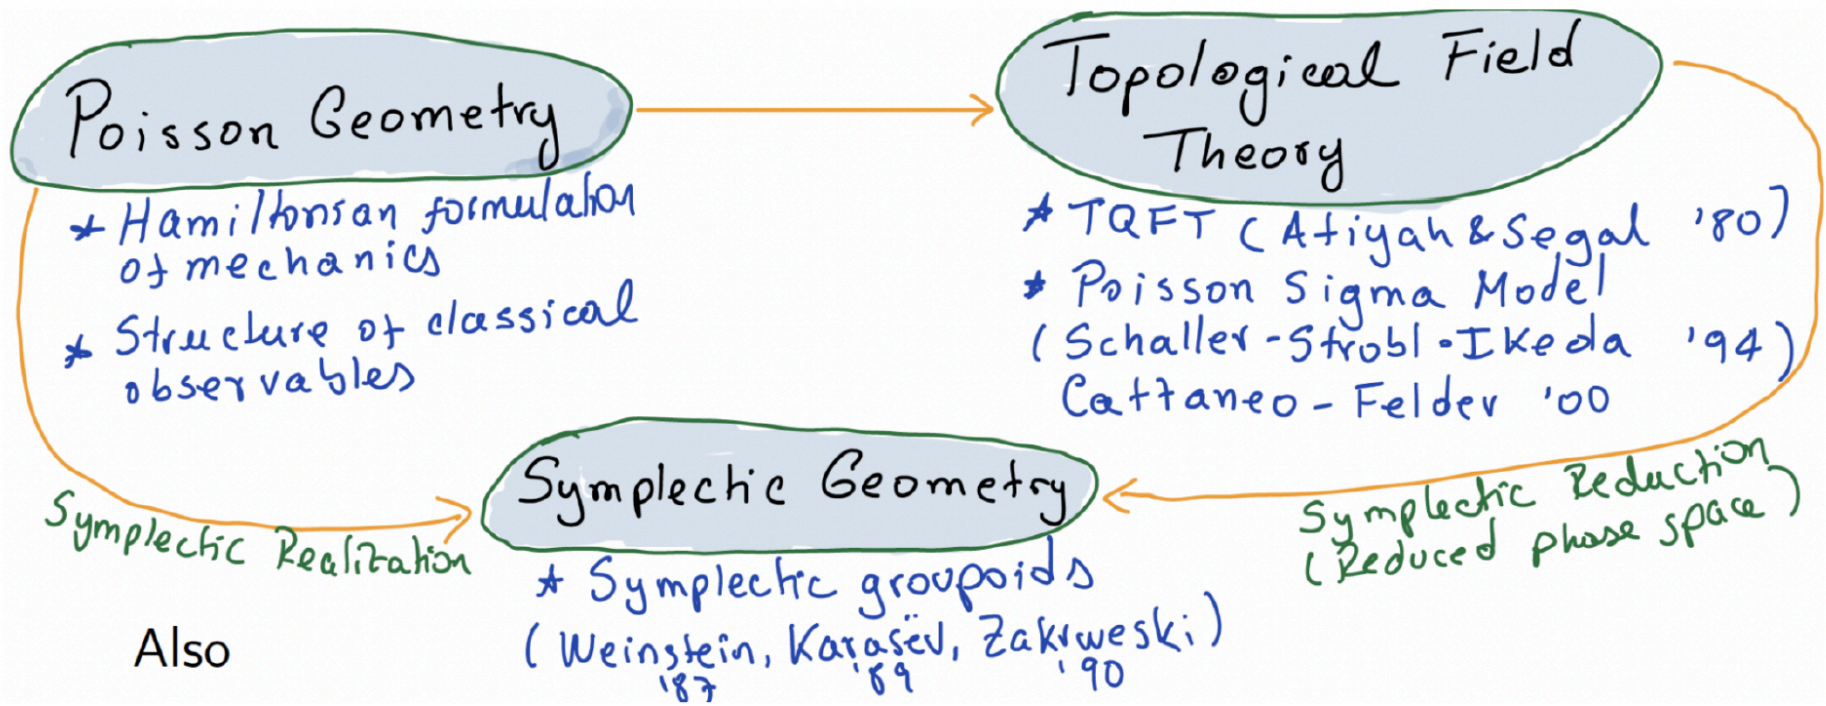 Poisson Geometry
* Hamiltonian formulation
of mechanics
* Structure of classical
observables
Topological Field
Theory
* TQFT (Atiyah & Segal '80)
* Poisson Sigma Model
(Schaller-Strobl-Ikeda '94)
Cattaneo-Felder '00
Symplectic Realization
Symplectic Geometry
Symplectic Reduction
(Reduced phase space)
* Symplectic groupoids
(Weinstein, Karasëv, Zakrweski)
'87 '89 '90
Also